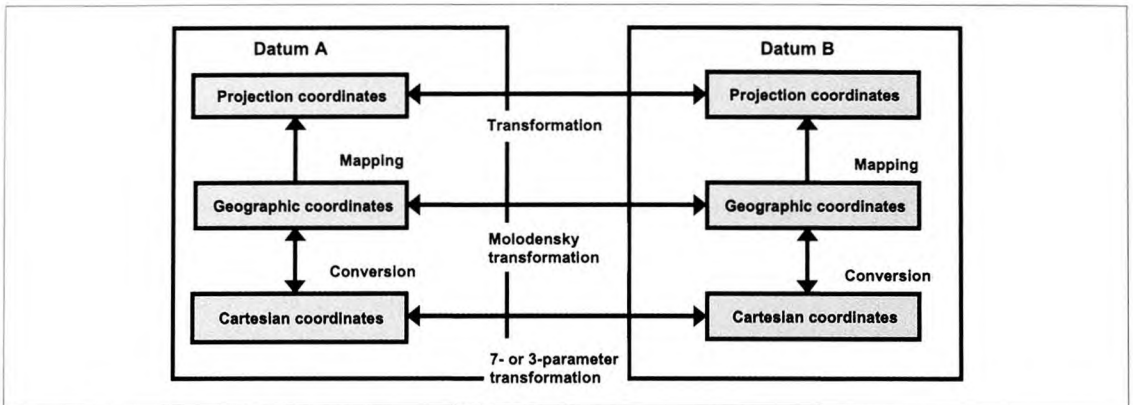 Datum A
Datum B
Projection coordinates
Projection coordinates
Transformation
Mapping
Mapping
Geographic coordinates
Geographic coordinates
Molodensky
transformation
Conversion
Conversion
Cartesian coordinates
Cartesian coordinates
7- or 3-parameter
transformation